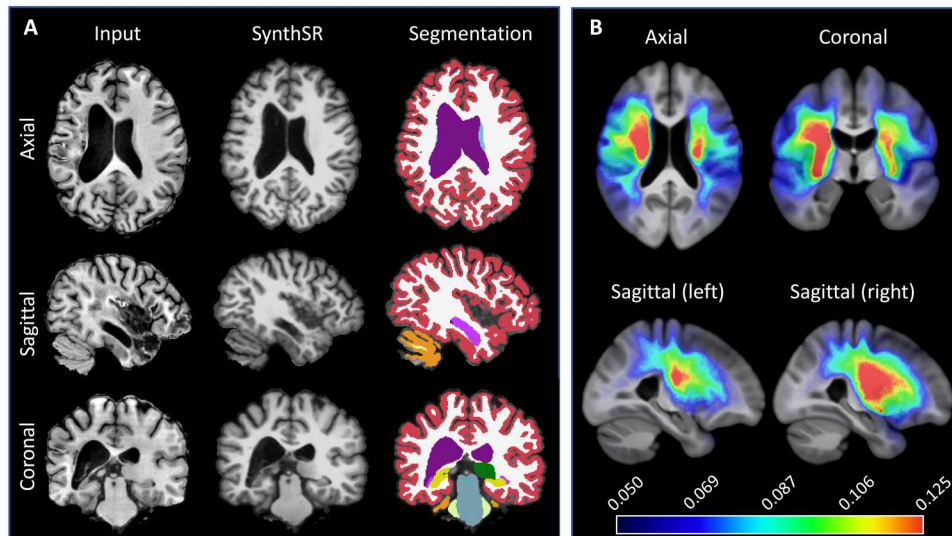 A
Input
SynthSR
Segmentation
Axial
Sagittal
Coronal
B
Axial
Coronal
Sagittal (left)
Sagittal (right)
0.050
0.069
0.087
0.106
0.125